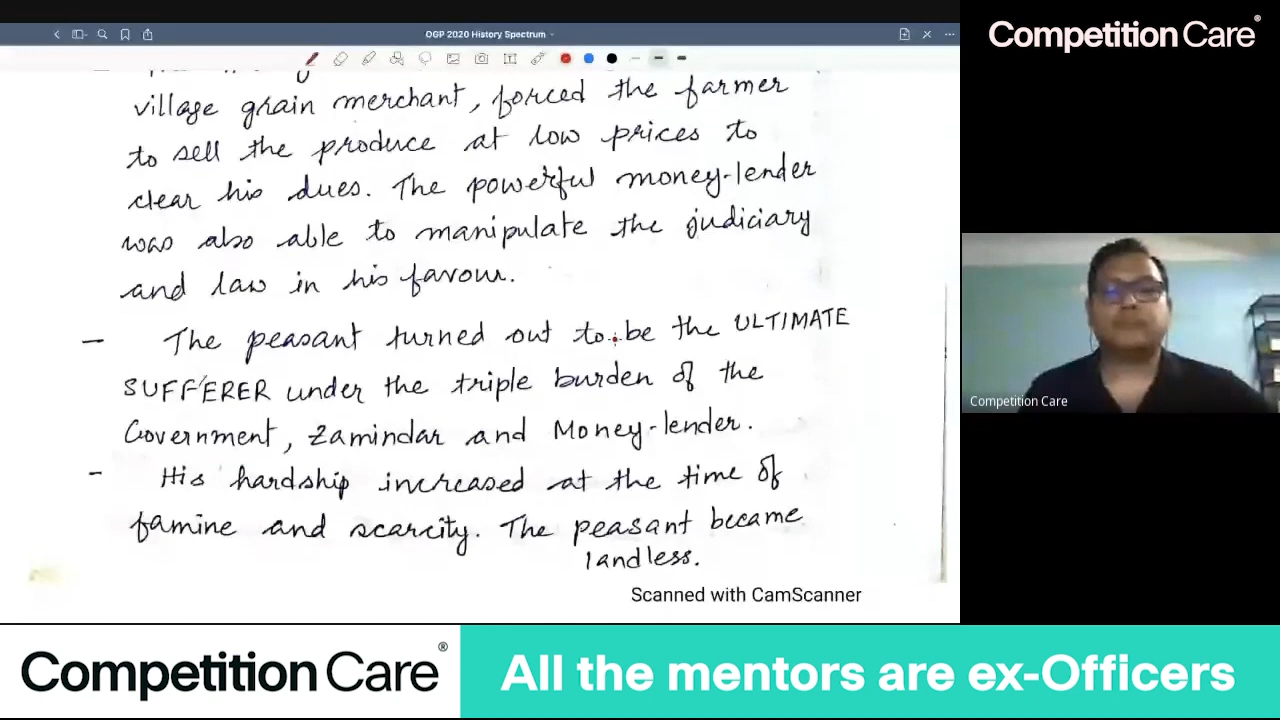 OGP 2020 History Spectrum
village grain merchant, forced the farmer
to sell the produce at low prices to
clear his dues. The powerful money-lender
was also able to manipulate the judiciary
and law in his favour.
- The peasant turned out to be the ULTIMATE
SUFFERER under the triple burden of the
Government, Zamindar and Money-lender.
- His hardship increased at the time of
famine and scarcity. The peasant became
landless.
Scanned with CamScanner
Competition Care®
Competition Care
Competition Care®
All the mentors are ex-Officers